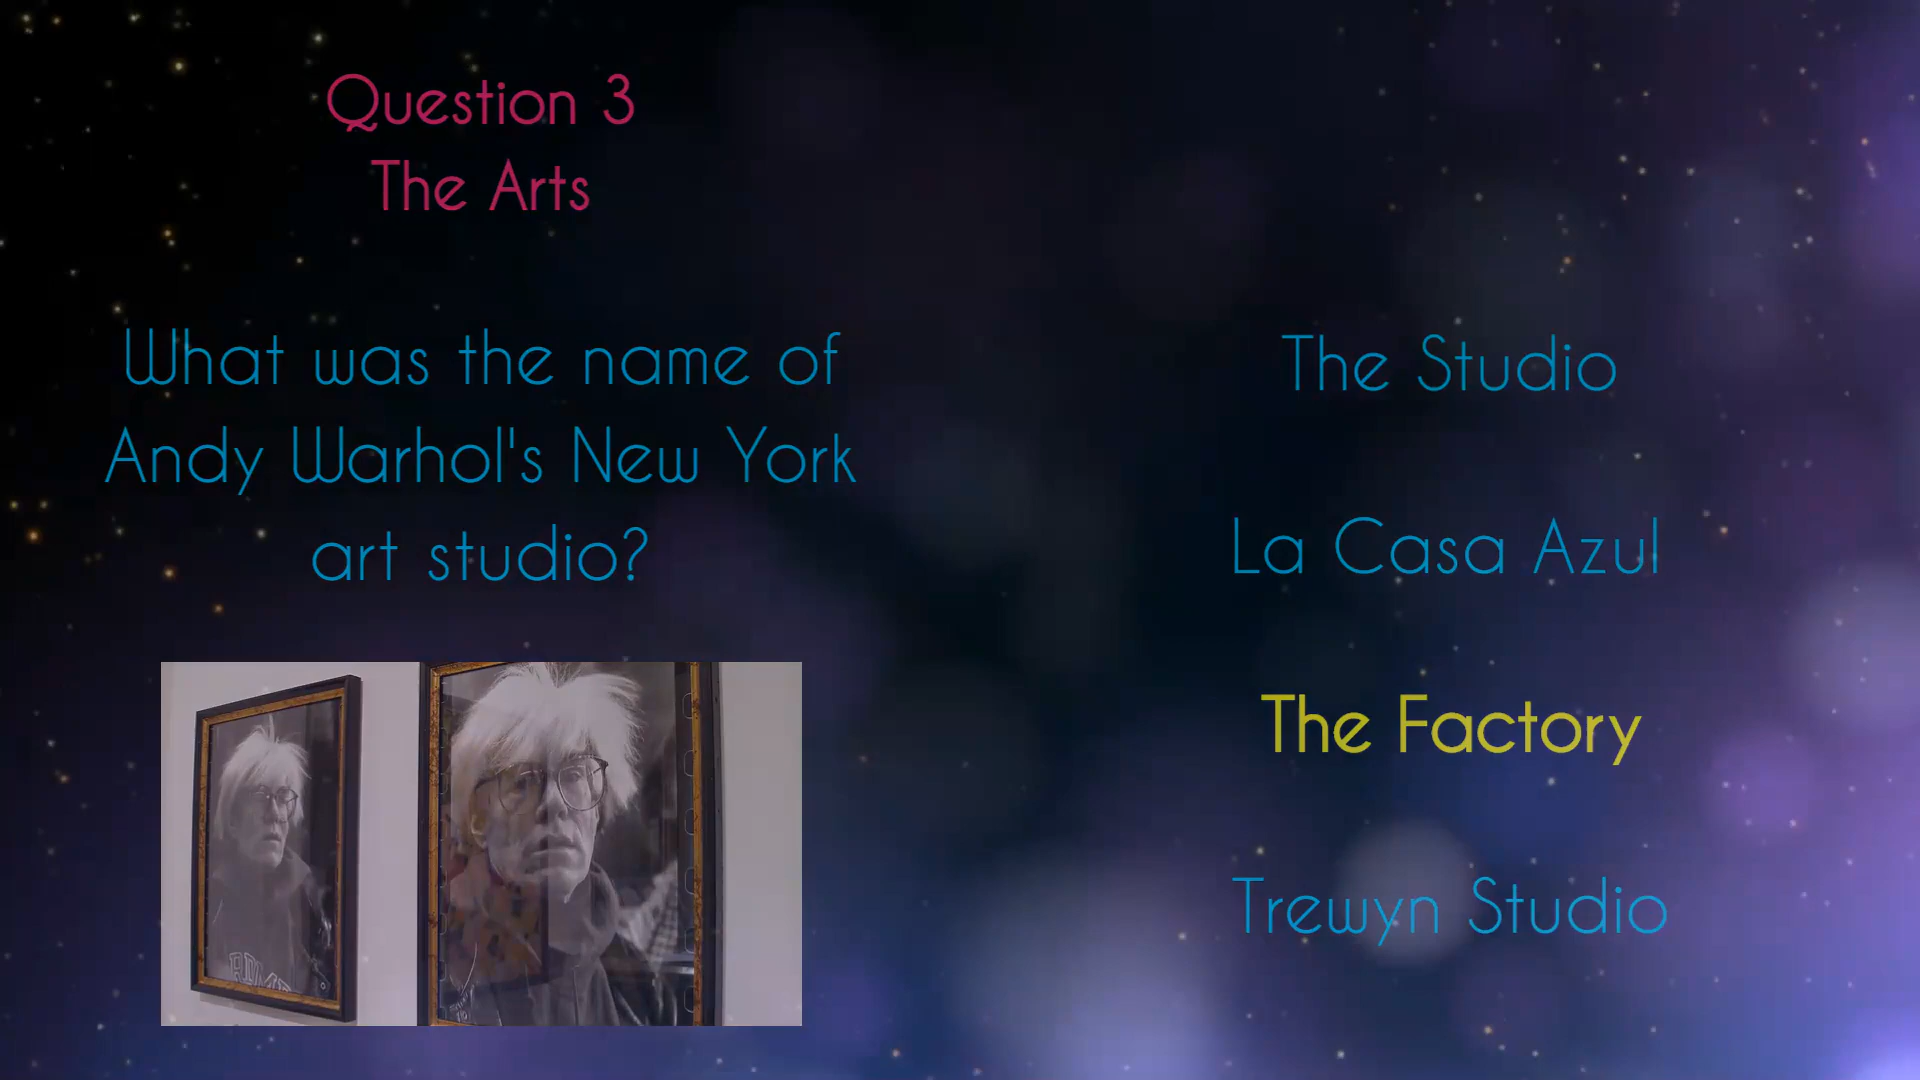 Question 3
The Arts
What was the name of
Andy Warhol's New York
art studio?
The Studio
La Casa Azul
The Factory
Trewyn Studio